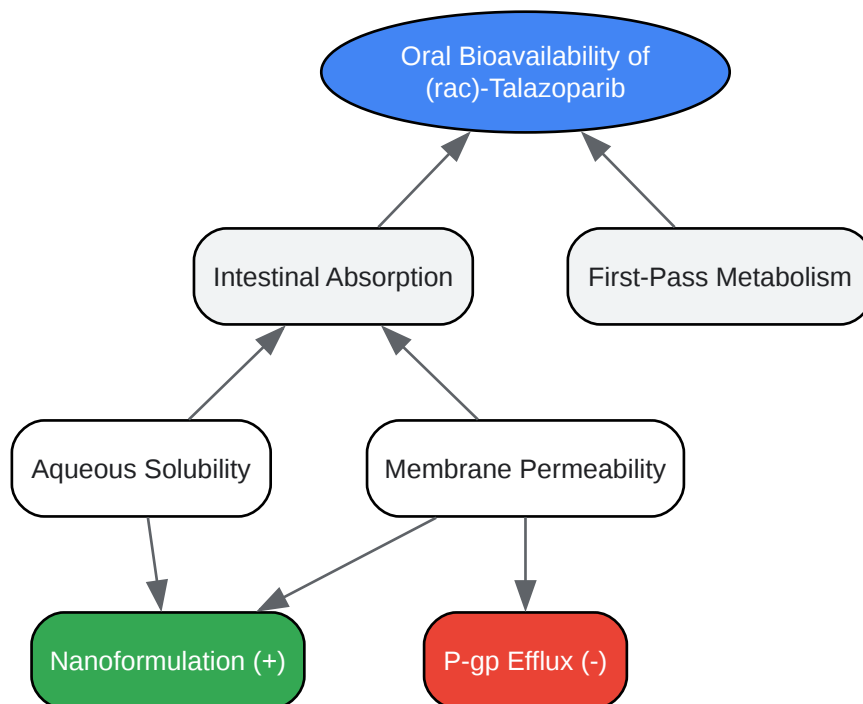 Oral Bioavailability of
(rac)-Talazoparib
Intestinal Absorption
First-Pass Metabolism
Aqueous Solubility
Membrane Permeability
Nanoformulation (+)
P-gp Efflux (-)